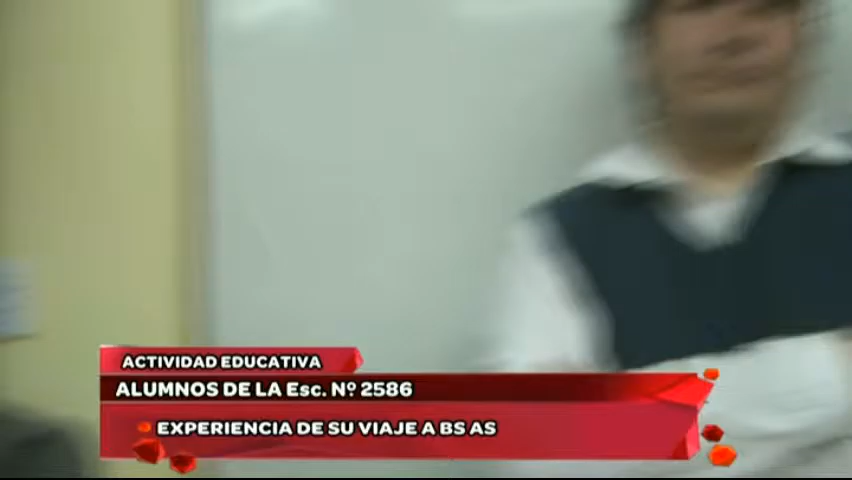 ACTIVIDAD EDUCATIVA
ALUMNOS DE LA Esc. Nº 2586
EXPERIENCIA DE SU VIAJE A BS AS